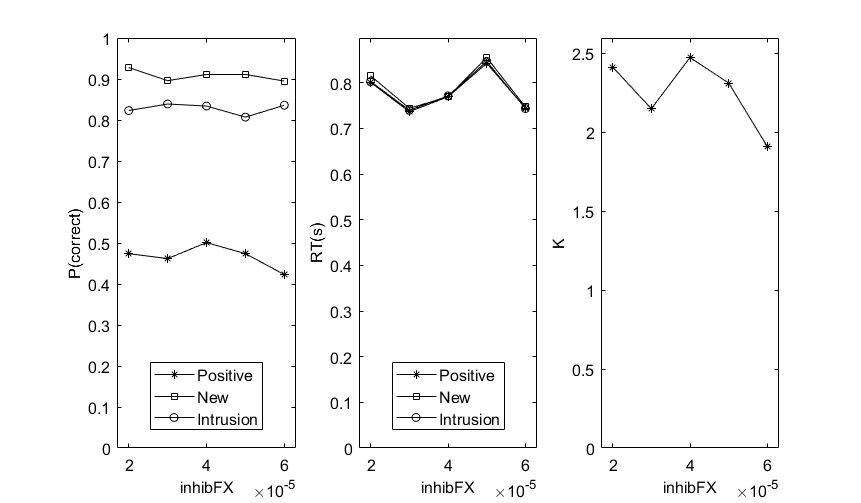 P(correct)
1
0.9
0.8
0.7
0.6
0.5
0.4
0.3
0.2
0.1
0
Positive
New
Intrusion
2 4 6
inhibFX ×10-5
RT(s)
0.8
0.7
0.6
0.5
0.4
0.3
0.2
0.1
0
Positive
New
Intrusion
2 4 6
inhibFX ×10-5
K
2.5
2
1.5
1
0.5
0
2 4 6
inhibFX ×10-5